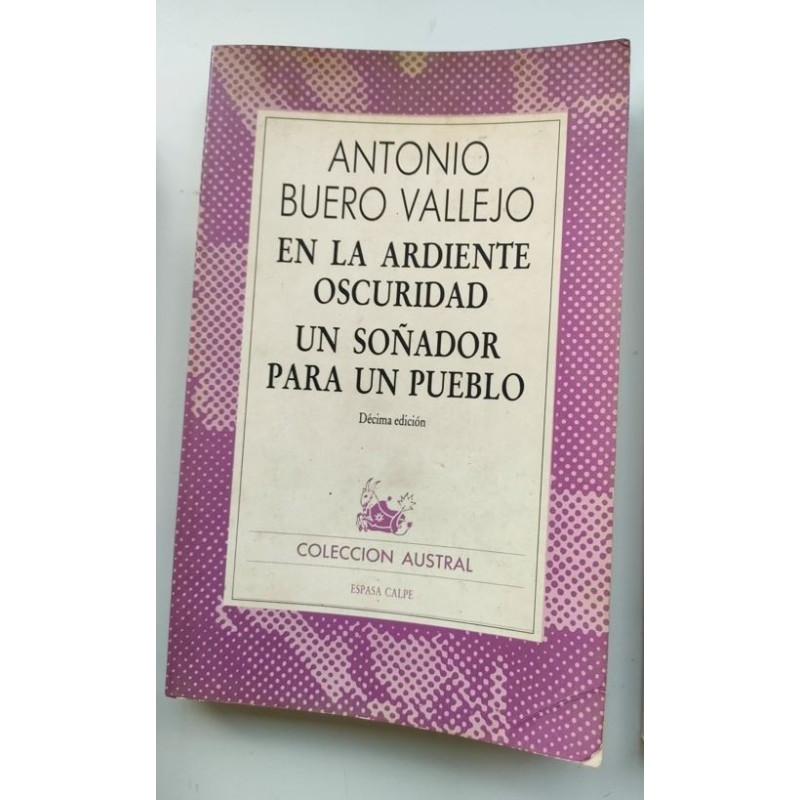 ANTONIO
BUERO VALLEJO
EN LA ARDIENTE
OSCURIDAD
UN SOÑADOR
PARA UN PUEBLO
Décima edición
COLECCION AUSTRAL
ESPASA CALPE